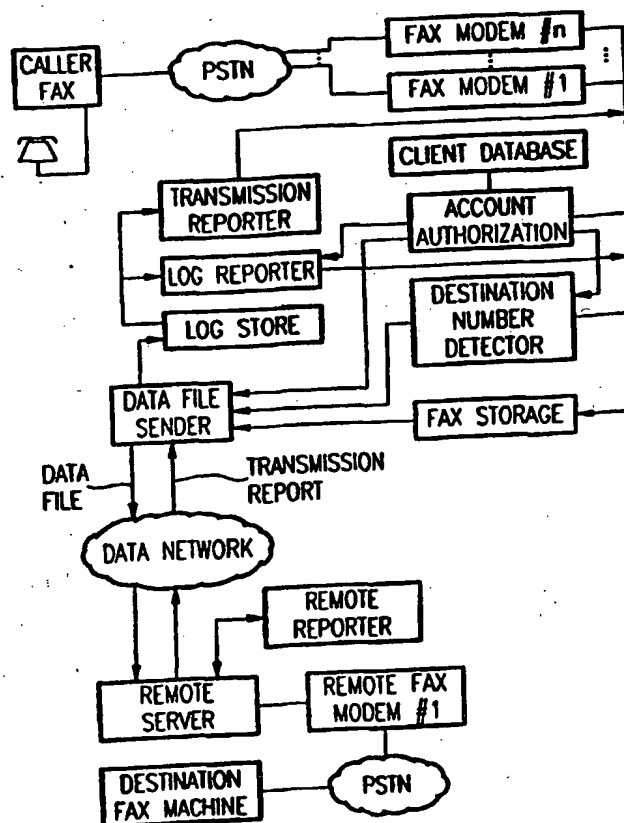 FAX MODEM #n
CALLER
FAX
PSTN
FAX MODEM #1
CLIENT DATABASE
TRANSMISSION
REPORTER
ACCOUNT
AUTHORIZATION
LOG REPORTER
DESTINATION
NUMBER
DETECTOR
LOG STORE
DATA FILE
SENDER
FAX STORAGE
DATA
FILE
TRANSMISSION
REPORT
DATA NETWORK
REMOTE
REPORTER
REMOTE
SERVER
REMOTE FAX
MODEM #1
DESTINATION
FAX MACHINE
PSTN